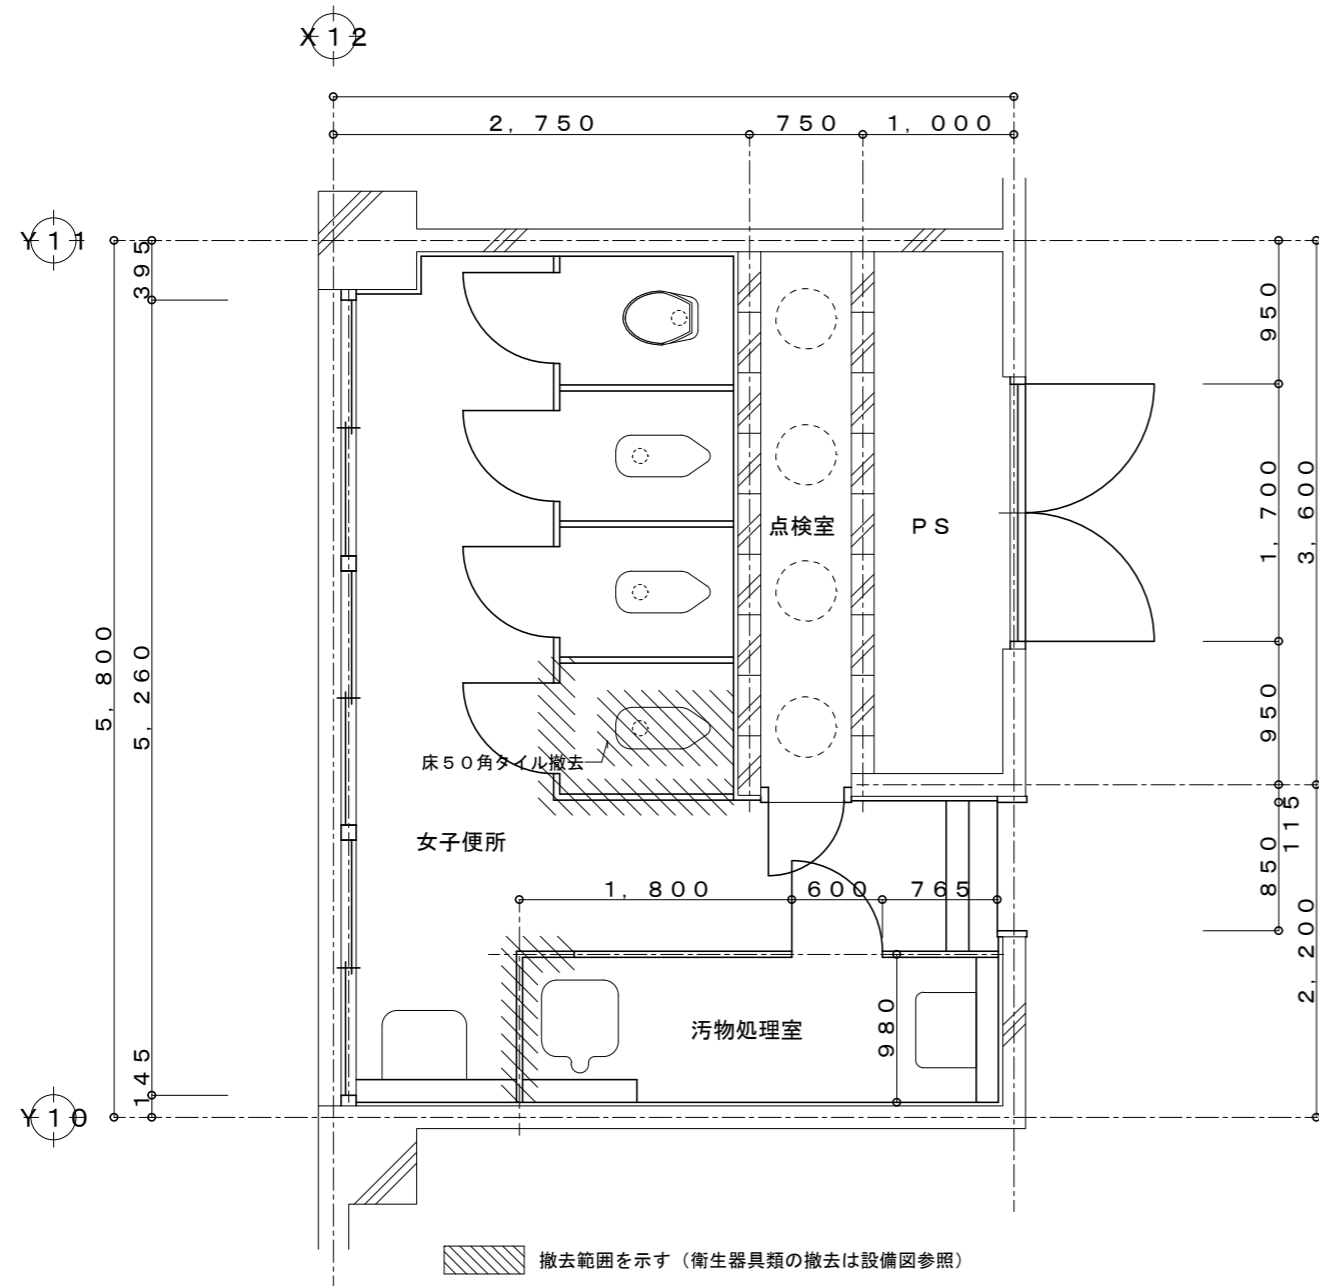 Ｘ１２
２，７５０
７５０
１，０００
Ｙ１１
３９５
９５０
１，７００
３，６００
点検室
ＰＳ
５，８００
５，２６０
９５０
床５０角タイル撤去
１１５
８５０
女子便所
１，８００
６００
７６５
２，２００
９８０
汚物処理室
１４５
Ｙ１０
撤去範囲を示す（衛生器具類の撤去は設備図参照）